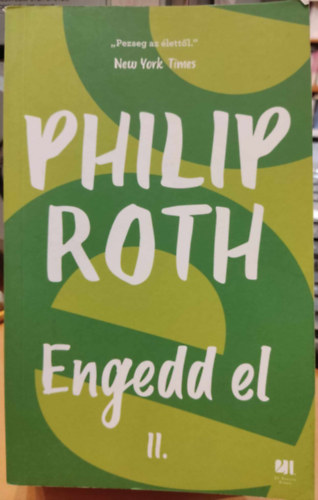 „Pezseg az élettől.”
New York Times
PHILIP
ROTH
Engedd el
II.